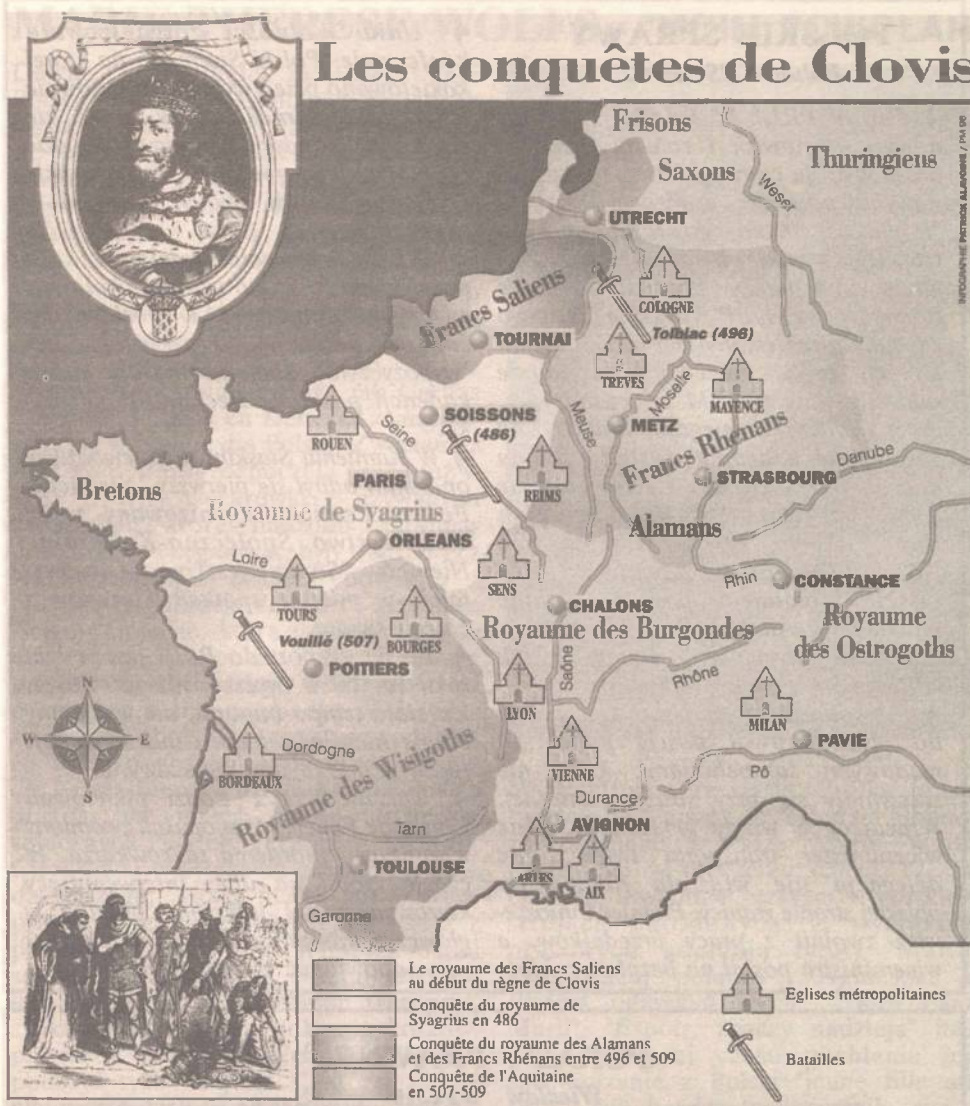 Les conquêtes de Clovis
INFOGRAPHIE PATRICK ALAVOINE / PM 96
Frisons
Saxons
Thuringiens
Weser
UTRECHT
COLOGNE
Francs Saliens
Tolbiac (496)
TOURNAI
TREVES
Moselle
MAYENCE
ROUEN
Seine
SOISSONS
(486)
Meuse
METZ
Francs Rhénans
Danube
PARIS
REIMS
STRASBOURG
Bretons
Royaume de Syagrius
Alamans
ORLEANS
Loire
SENS
Rhin
CONSTANCE
TOURS
CHALONS
Vouillé (507)
BOURGES
Royaume des Burgondes
Royaume
des Ostrogoths
POITIERS
Saône
Rhône
LYON
N
W
E
S
MILAN
PAVIE
Dordogne
BORDEAUX
VIENNE
Pô
Royaume des Wisigoths
Durance
Tarn
AVIGNON
TOULOUSE
ARLES
AIX
Garonne
Le royaume des Francs Saliens
au début du règne de Clovis
Conquête du royaume de
Syagrius en 486
Conquête du royaume des Alamans
et des Francs Rhénans entre 496 et 509
Conquête de l'Aquitaine
en 507-509
Eglises métropolitaines
Batailles